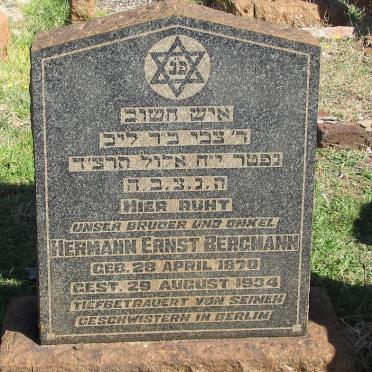 פנ
איש חשוב
ר' צבי ב"ר ליב
נפטר י"ח אלול תרצ"ד
ת.נ.צ.ב.ה
HIER RUHT
UNSER BRUDER UND ONKEL
HERMANN ERNST BERGMANN
GEB. 28 APRIL 1870
GEST. 29 AUGUST 1934
TIEFBETRAUERT VON SEINEN
GESCHWISTERN IN BERLIN